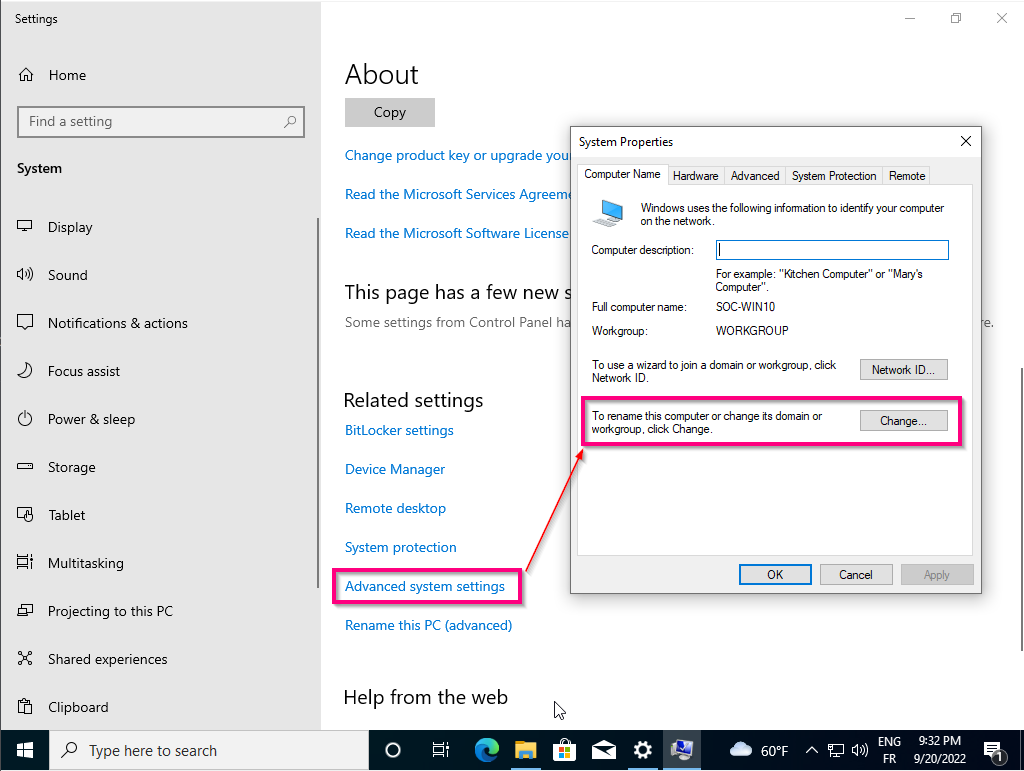 Settings
Home
Find a setting
System
Display
Sound
Notifications & actions
Focus assist
Power & sleep
Storage
Tablet
Multitasking
Projecting to this PC
Shared experiences
Clipboard
About
Copy
Change product key or upgrade you
Read the Microsoft Services Agreeme
Read the Microsoft Software License
This page has a few new s
Some settings from Control Panel ha
re.
Related settings
BitLocker settings
Device Manager
Remote desktop
System protection
Advanced system settings
Rename this PC (advanced)
Help from the web
System Properties
Computer Name
Hardware
Advanced
System Protection
Remote
Windows uses the following information to identify your computer
on the network.
Computer description:
For example: "Kitchen Computer" or "Mary's
Computer".
Full computer name:
SOC-WIN10
Workgroup:
WORKGROUP
To use a wizard to join a domain or workgroup, click
Network ID.
Network ID...
To rename this computer or change its domain or
workgroup, click Change.
Change...
OK
Cancel
Apply
Type here to search
60°F
ENG
FR
9:32 PM
9/20/2022
1